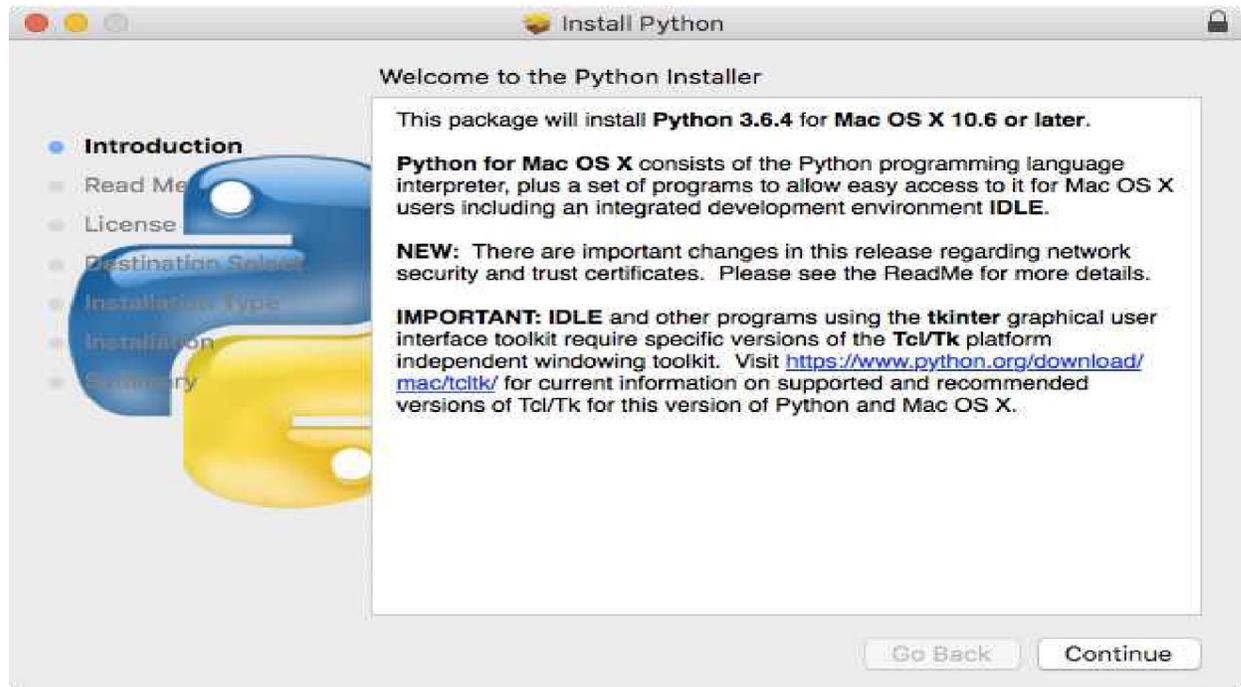 Install Python
Welcome to the Python Installer
Introduction
Read Me
License
Destination Select
Installation Type
Installation
Summary
This package will install Python 3.6.4 for Mac OS X 10.6 or later.
Python for Mac OS X consists of the Python programming language
interpreter, plus a set of programs to allow easy access to it for Mac OS X
users including an integrated development environment IDLE.
NEW:  There are important changes in this release regarding network
security and trust certificates.  Please see the ReadMe for more details.
IMPORTANT: IDLE and other programs using the tkinter graphical user
interface toolkit require specific versions of the Tcl/Tk platform
independent windowing toolkit.  Visit https://www.python.org/download/
mac/tcltk/ for current information on supported and recommended
versions of Tcl/Tk for this version of Python and Mac OS X.
Go Back
Continue